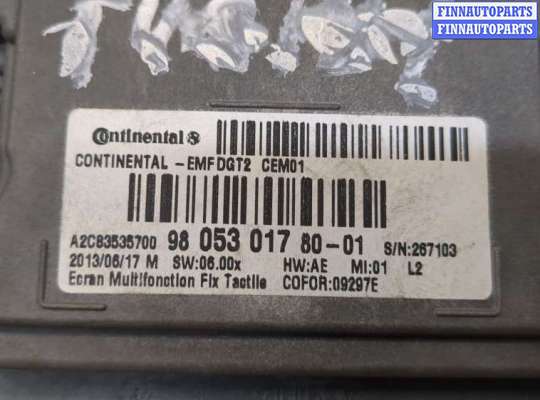 FINNAUTOPARTS
FINNAUTOPARTS
Continental
CONTINENTAL -EMFDGT2 CEM01
A2C83535700 98 053 017 80-01 S/N:267103
2013/06/17 M SW:06.00x HW:AE MI:01 L2
Ecran Multifonction Fix Tactile COFOR:09297E